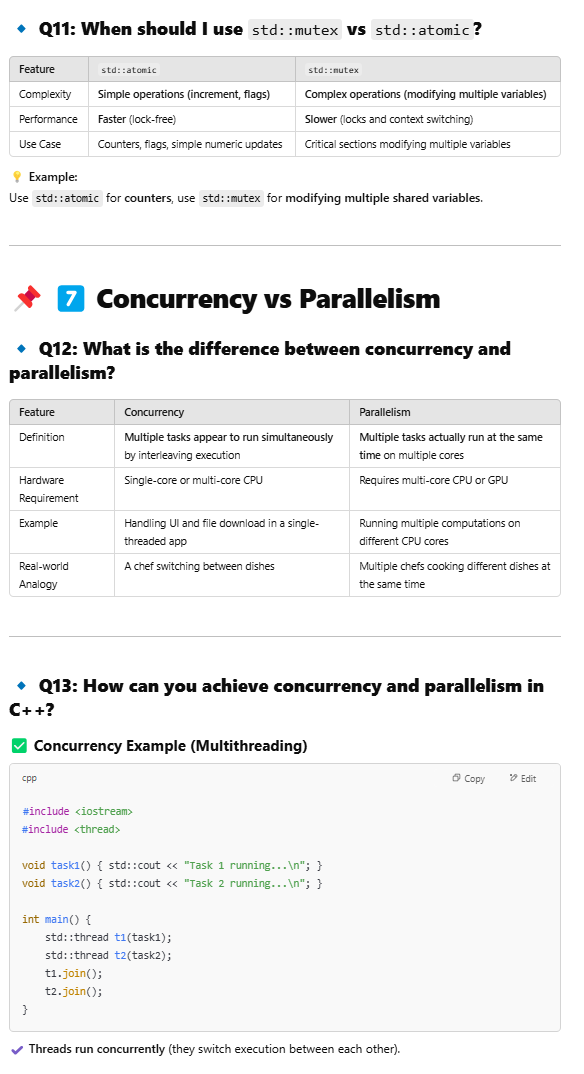 🔹 Q11: When should I use std::mutex vs std::atomic?
Feature std::atomic std::mutex
Complexity Simple operations (increment, flags) Complex operations (modifying multiple variables)
Performance Faster (lock-free) Slower (locks and context switching)
Use Case Counters, flags, simple numeric updates Critical sections modifying multiple variables
💡 Example:
Use std::atomic for counters, use std::mutex for modifying multiple shared variables.
📌 7️⃣ Concurrency vs Parallelism
🔹 Q12: What is the difference between concurrency and
parallelism?
Feature Concurrency Parallelism
Definition Multiple tasks appear to run simultaneously Multiple tasks actually run at the same
by interleaving execution time on multiple cores
Hardware Single-core or multi-core CPU Requires multi-core CPU or GPU
Requirement
Example Handling UI and file download in a single- Running multiple computations on
threaded app different CPU cores
Real-world A chef switching between dishes Multiple chefs cooking different dishes at
Analogy the same time
🔹 Q13: How can you achieve concurrency and parallelism in
C++?
✅ Concurrency Example (Multithreading)
cpp Copy Edit
#include <iostream>
#include <thread>
void task1() { std::cout << "Task 1 running...\n"; }
void task2() { std::cout << "Task 2 running...\n"; }
int main() {
    std::thread t1(task1);
    std::thread t2(task2);
    t1.join();
    t2.join();
}
✔ Threads run concurrently (they switch execution between each other).